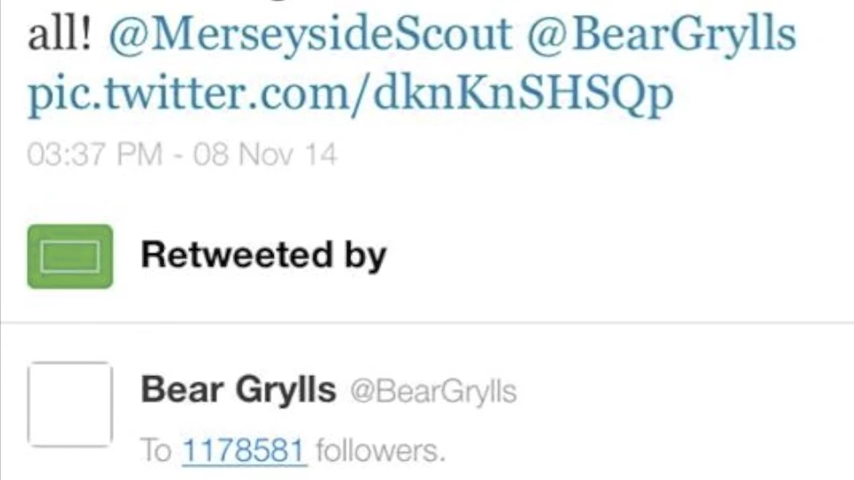 all! @MerseysideScout @BearGrylls
pic.twitter.com/dknKnSHSQp
03:37 PM - 08 Nov 14
Retweeted by
Bear Grylls @BearGrylls
To 1178581 followers.